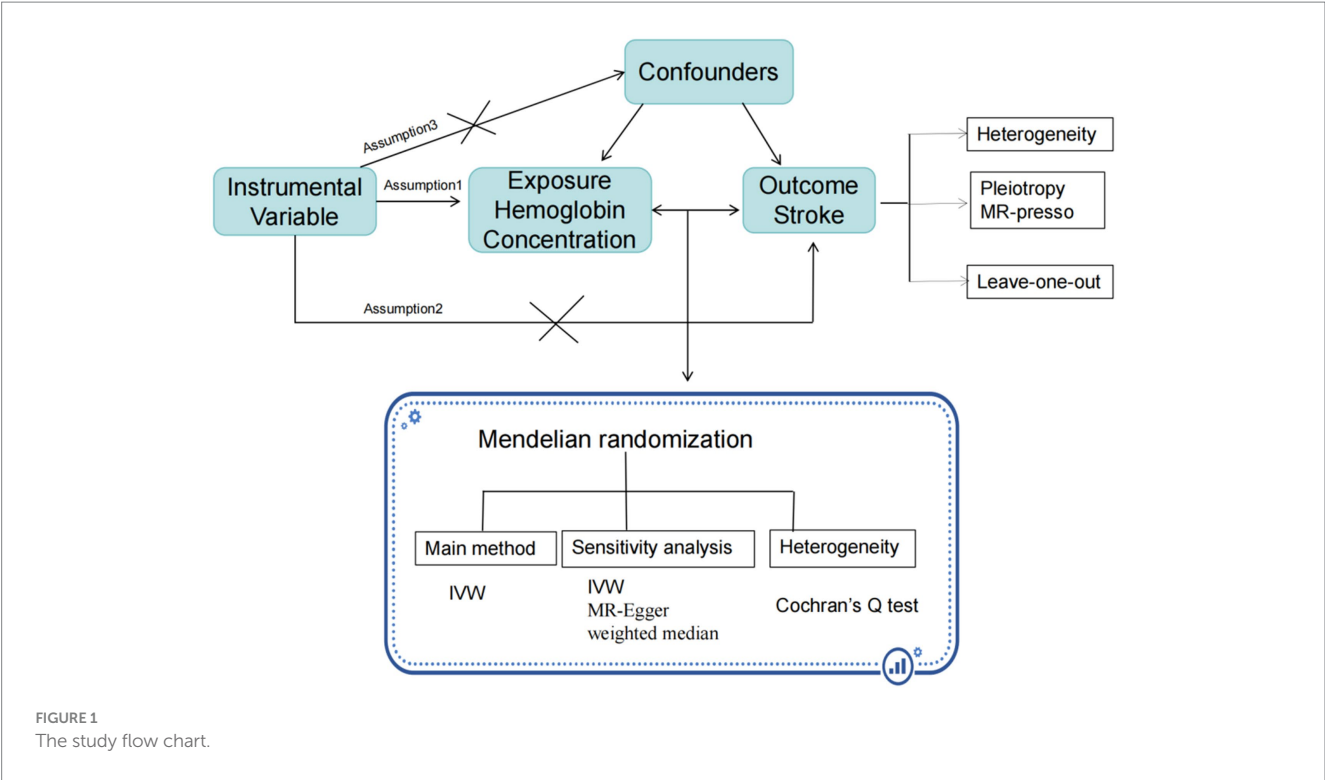 Confounders
Assumption3
Instrumental
Variable
Assumption1
Exposure
Hemoglobin
Concentration
Outcome
Stroke
Heterogeneity
Pleiotropy
MR-presso
Leave-one-out
Assumption2
Mendelian randomization
Main method
IVW
Sensitivity analysis
IVW
MR-Egger
weighted median
Heterogeneity
Cochran's Q test
FIGURE 1
The study flow chart.